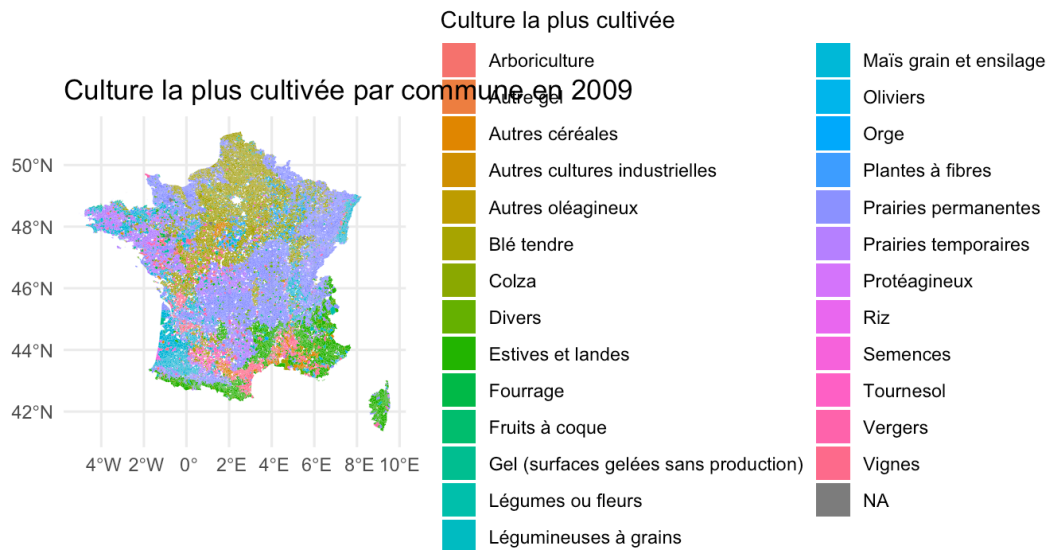 Culture la plus cultivée
Culture la plus cultivée par commune en 2009
Arboriculture
Autre gel
Autres céréales
Autres cultures industrielles
Autres oléagineux
Blé tendre
Colza
Divers
Estives et landes
Fourrage
Fruits à coque
Gel (surfaces gelées sans production)
Légumes ou fleurs
Légumineuses à grains
Maïs grain et ensilage
Oliviers
Orge
Plantes à fibres
Prairies permanentes
Prairies temporaires
Protéagineux
Riz
Semences
Tournesol
Vergers
Vignes
NA
50°N
48°N
46°N
44°N
42°N
4°W 2°W 0° 2°E 4°E 6°E 8°E 10°E